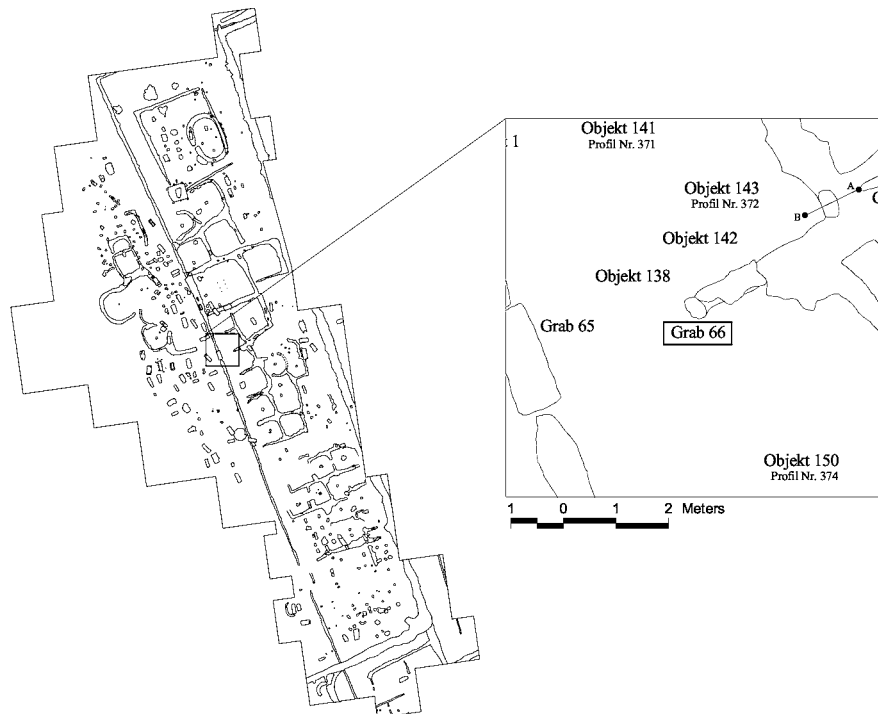 1
Objekt 141
Profil Nr. 371
Objekt 143
Profil Nr. 372
A
B
Objekt 142
Objekt 138
Grab 65
Grab 66
Objekt 150
Profil Nr. 374
1 0 1 2 Meters